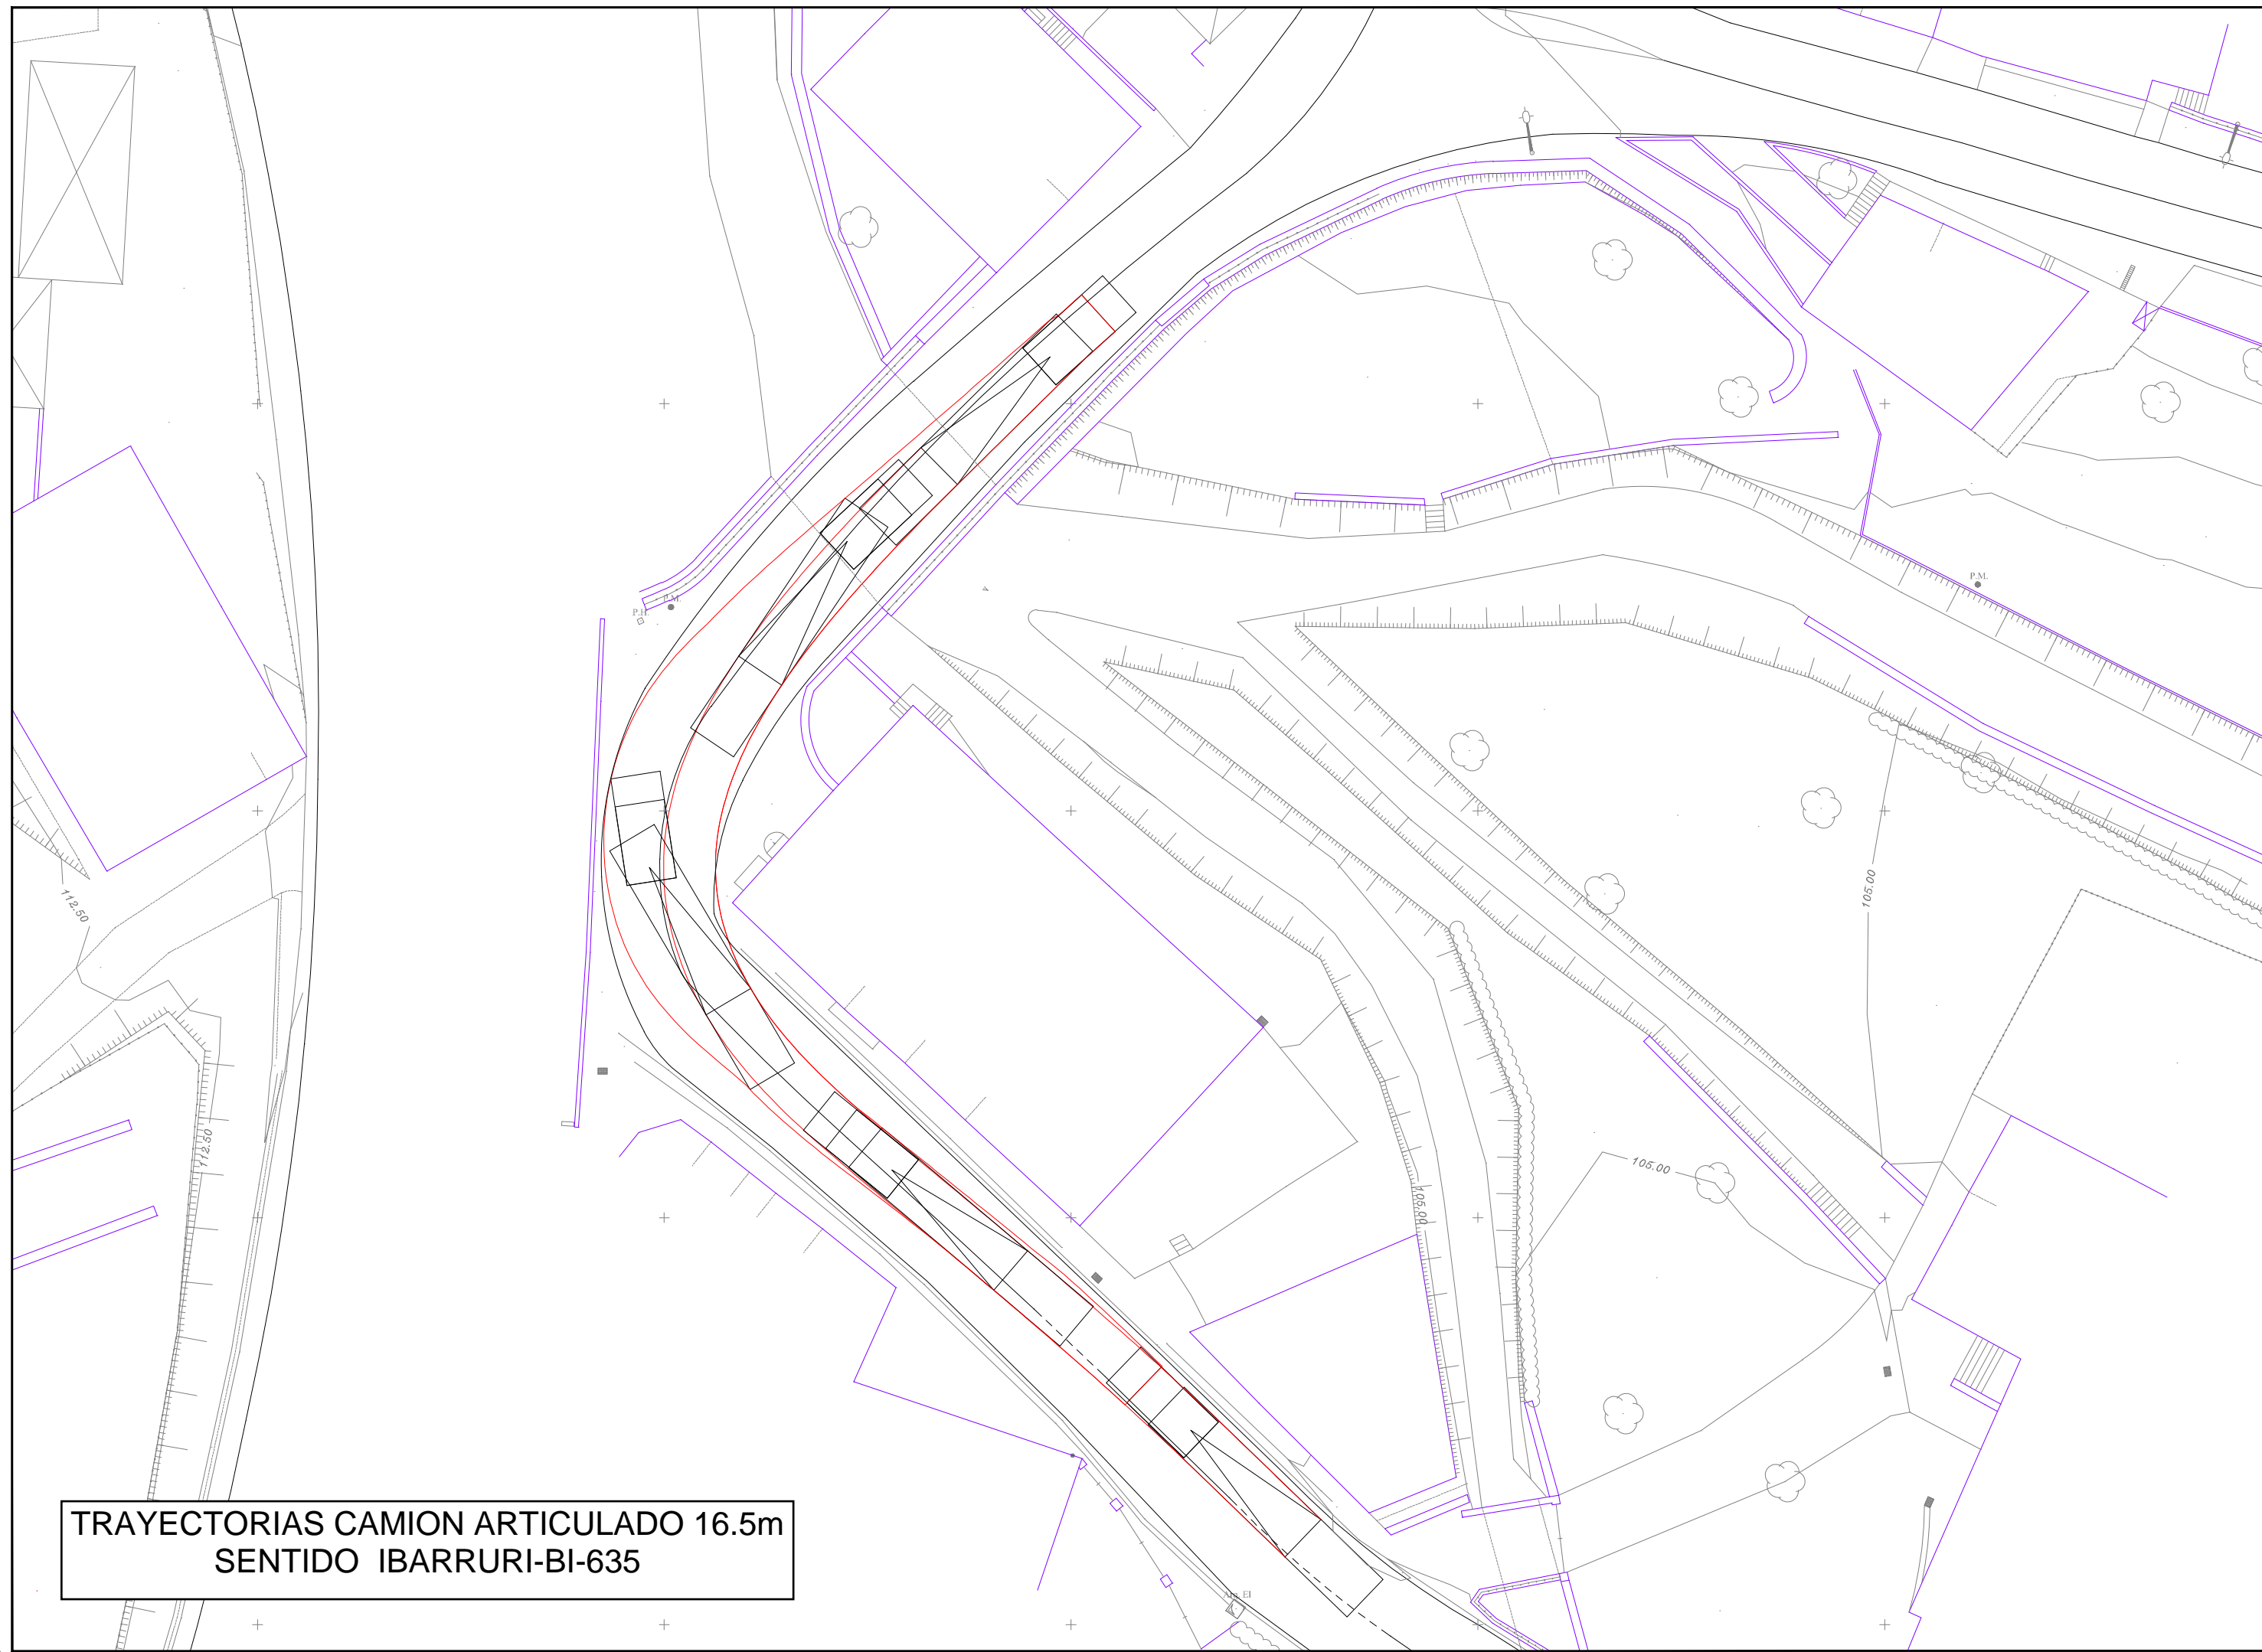 P.M.
P.H.
P.M.
112.50
105.00
105.00
112.50
105.00
TRAYECTORIAS CAMION ARTICULADO 16.5m
SENTIDO IBARRURI-BI-635